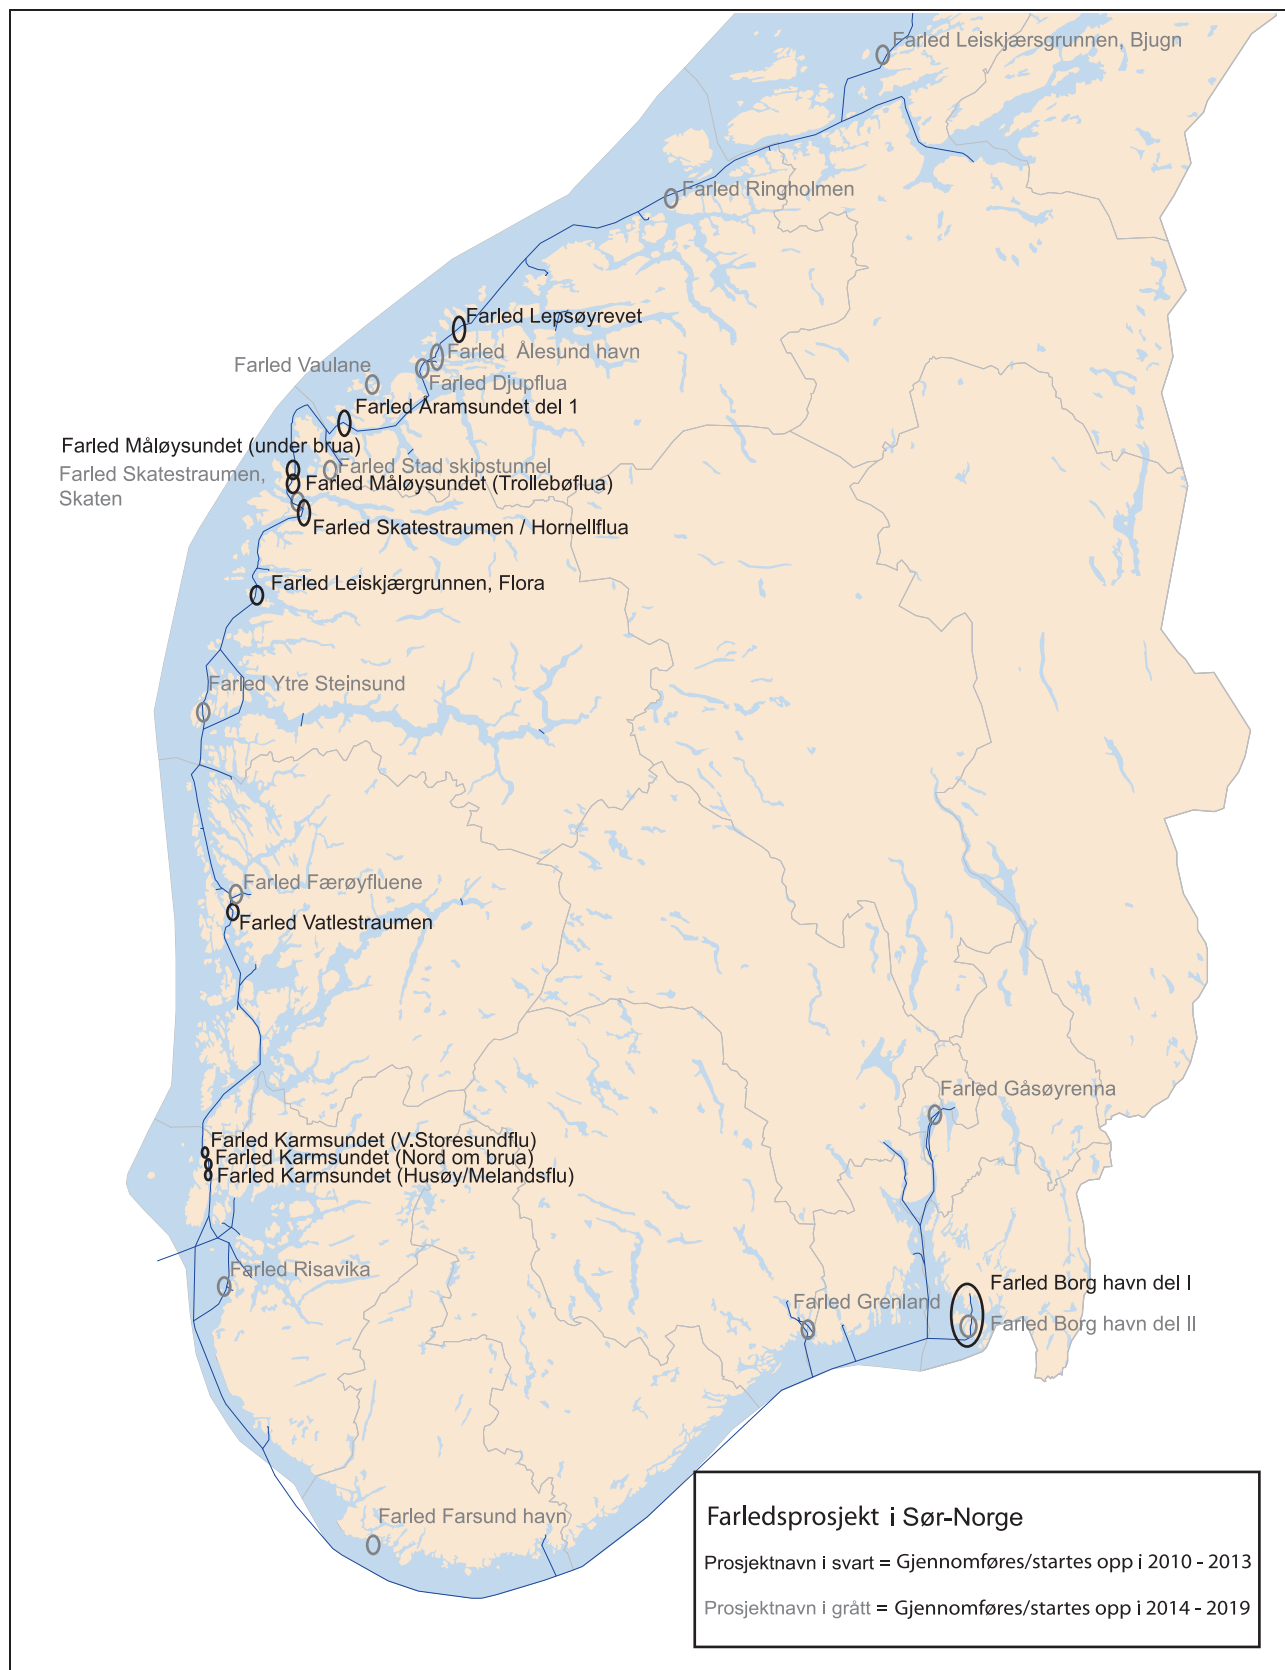 Farled Leiskjærsgrunnen, Bjugn
Farled Ringholmen
Farled Lepsøyrevet
Farled Ålesund havn
Farled Vaulane
Farled Djupflua
Farled Åramsundet del 1
Farled Måløysundet (under brua)
Farled Stad skipstunnel
Farled Skatestraumen,
Skaten
Farled Måløysundet (Trollebøflua)
Farled Skatestraumen / Hornellflua
Farled Leiskjærgrunnen, Flora
Farled Ytre Steinsund
Farled Færøyfluene
Farled Vatlestraumen
Farled Gåsøyrenna
Farled Karmsundet (V.Storesundflu)
Farled Karmsundet (Nord om brua)
Farled Karmsundet (Husøy/Melandsflu)
Farled Risavika
Farled Borg havn del I
Farled Grenland
Farled Borg havn del II
Farled Farsund havn
Farledsprosjekt i Sør-Norge
Prosjektnavn i svart = Gjennomføres/startes opp i 2010 - 2013
Prosjektnavn i grått = Gjennomføres/startes opp i 2014 - 2019